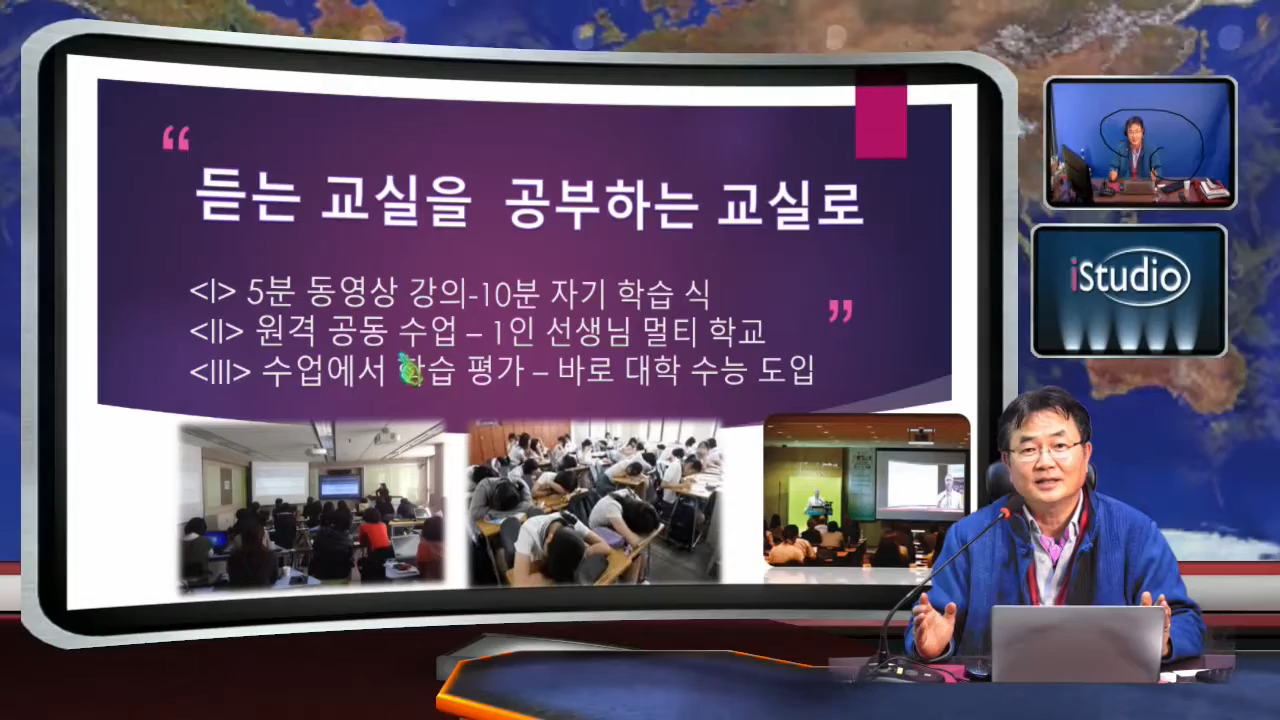 “
듣는 교실을 공부하는 교실로
<I> 5분 동영상 강의-10분 자기 학습 식
<II> 원격 공동 수업 – 1인 선생님 멀티 학교
<III> 수업에서 학습 평가 – 바로 대학 수능 도입
”
iStudio